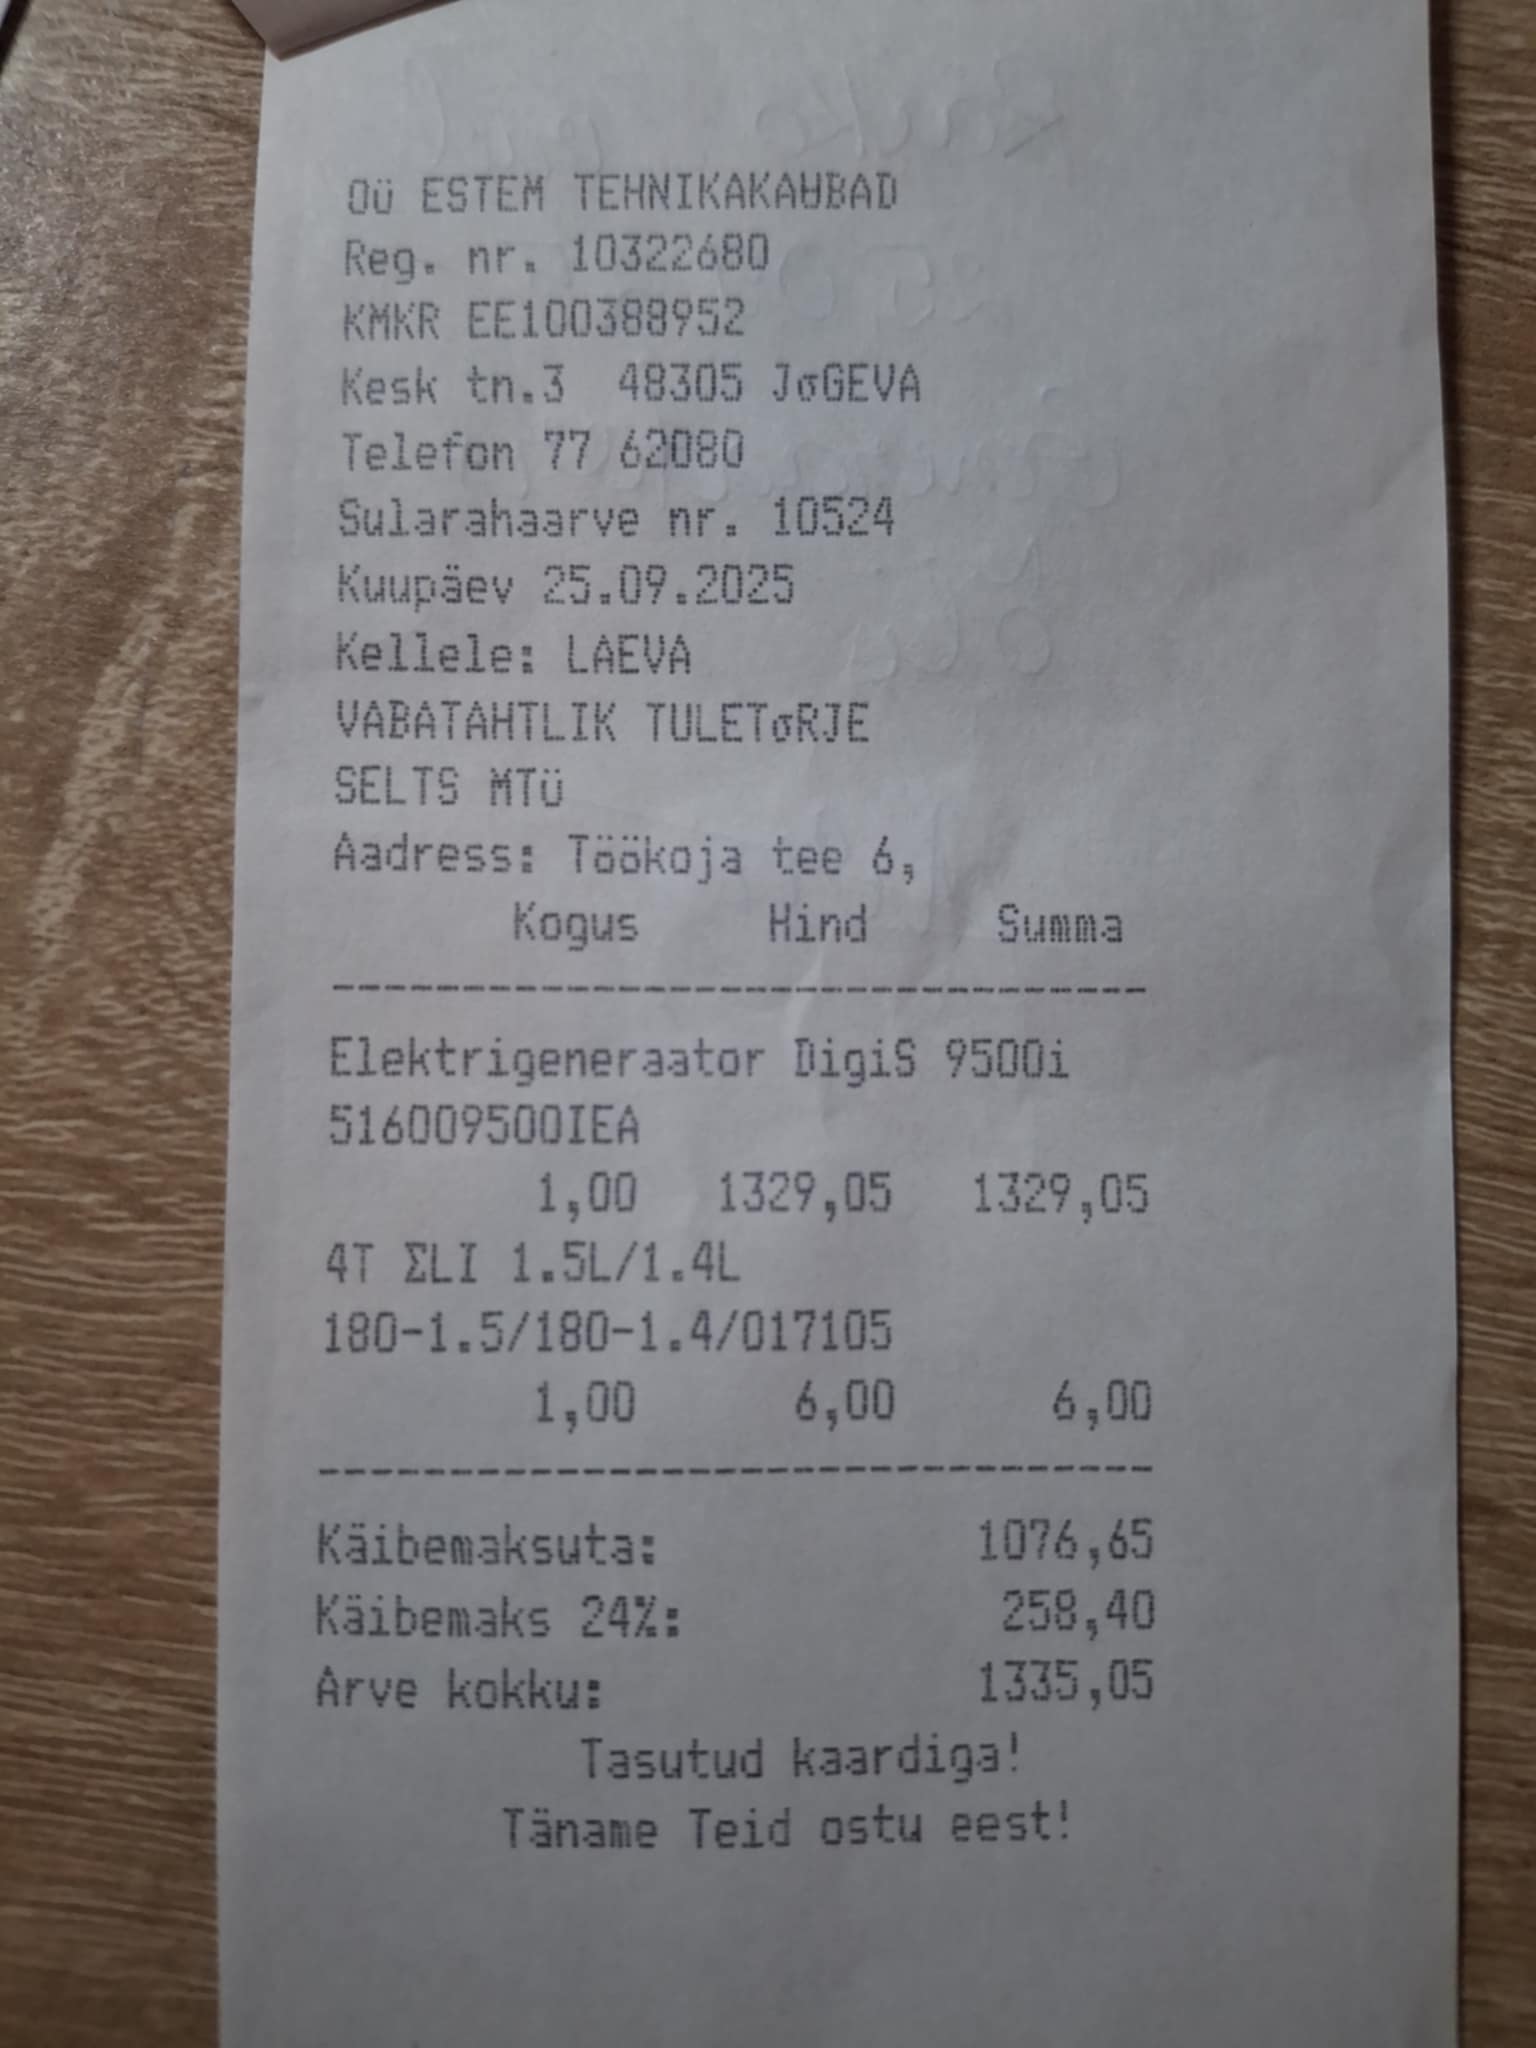 OÜ ESTEM TEHNIKAKAUBAD
Reg. nr. 10322680
KMKR EE100388952
Kesk tn.3 48305 JσGEVA
Telefon 77 62080
Sularahaarve nr. 10524
Kuupäev 25.09.2025
Kellele: LAEVA
VABATAHTLIK TULETσRJE
SELTS MTÜ
Aadress: Töökoja tee 6,
Kogus Hind Summa
--------------------------------
Elektrigeneraator DigiS 9500i
516009500IEA
1,00 1329,05 1329,05
4T ΣLI 1.5L/1.4L
180-1.5/180-1.4/017105
1,00 6,00 6,00
--------------------------------
Käibemaksuta: 1076,65
Käibemaks 24%: 258,40
Arve kokku: 1335,05
Tasutud kaardiga!
Täname Teid ostu eest!